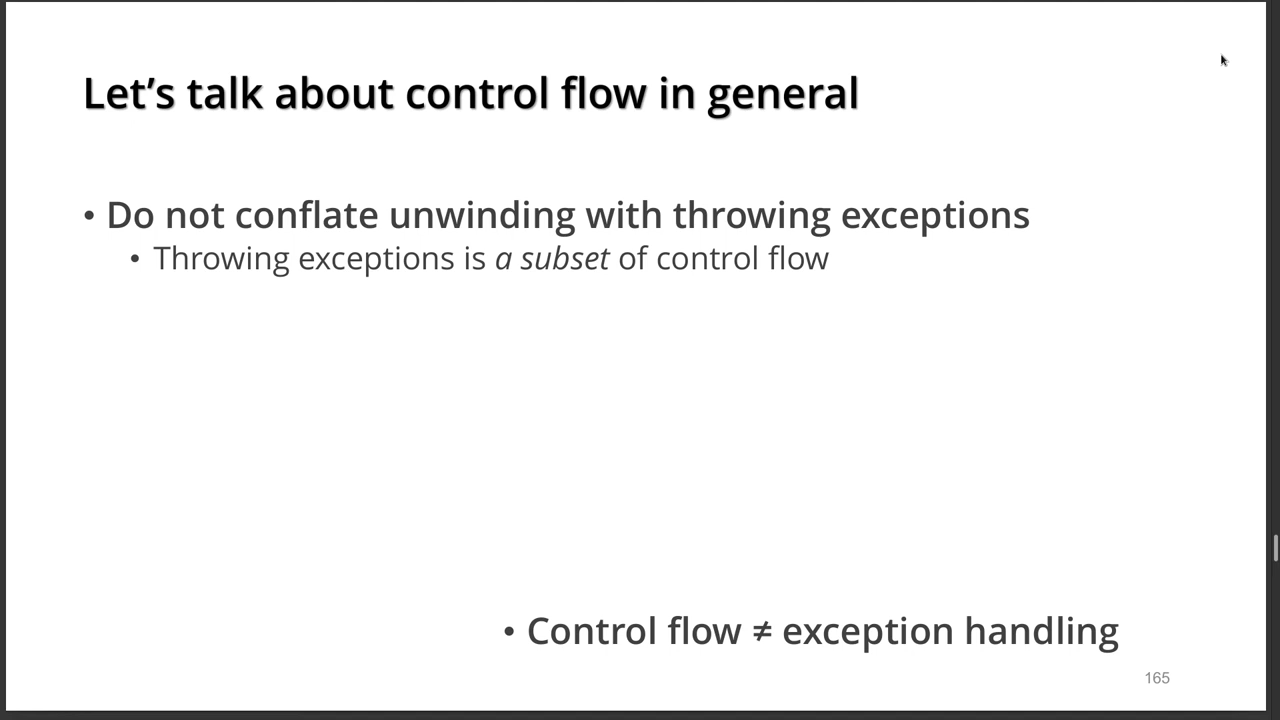 Let’s talk about control flow in general
• Do not conflate unwinding with throwing exceptions
• Throwing exceptions is a subset of control flow
• Control flow ≠ exception handling
165